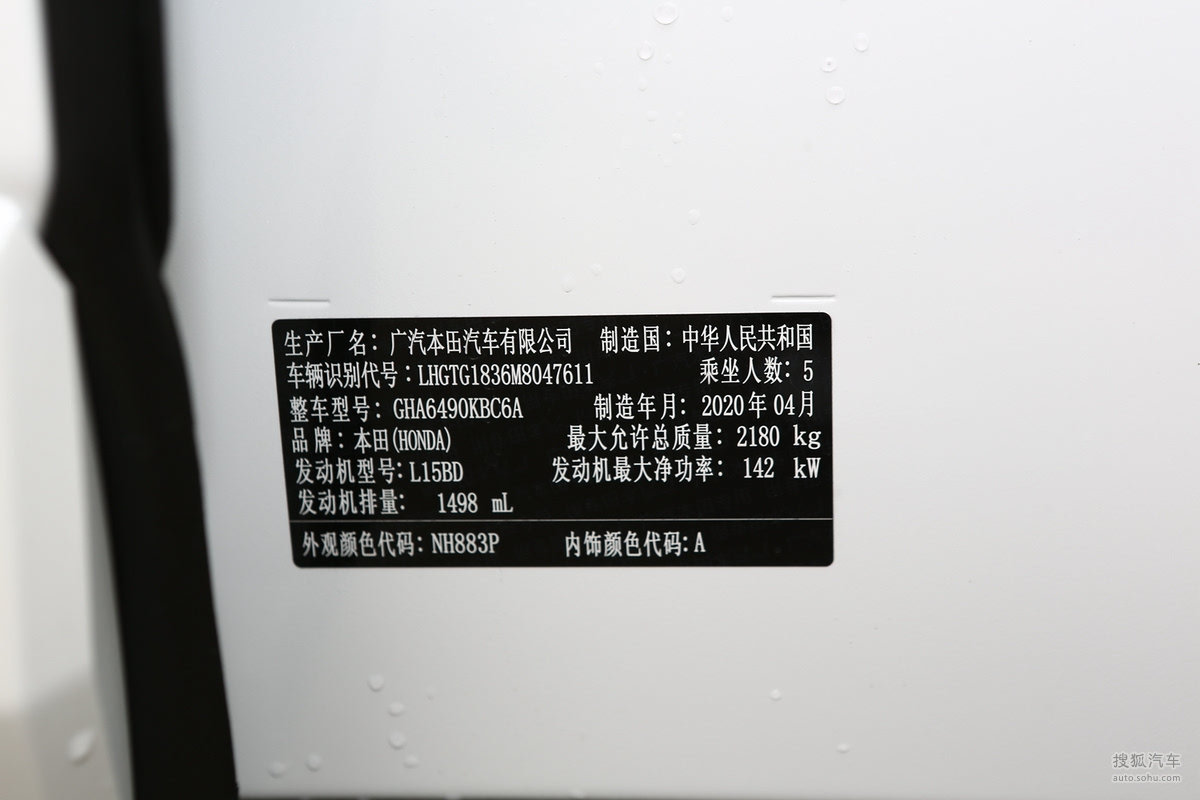 生产厂名：广汽本田汽车有限公司 制造国：中华人民共和国
车辆识别代号：LHGTG1836M8047611 乘坐人数：5
整车型号：GHA6490KBC6A 制造年月：2020年04月
品牌：本田(HONDA) 最大允许总质量：2180 kg
发动机型号：L15BD 发动机最大净功率：142 kW
发动机排量：1498 mL
外观颜色代码：NH883P 内饰颜色代码：A
搜狐汽车
auto.sohu.com